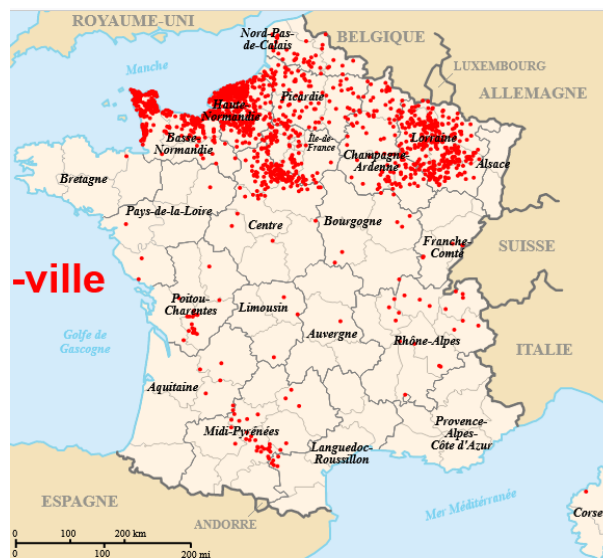 ROYAUME-UNI
Nord-Pas-
de-Calais
BELGIQUE
LUXEMBOURG
Manche
ALLEMAGNE
Haute-
Normandie
Picardie
Basse-
Normandie
Île-de-
France
Lorraine
Champagne-
Ardenne
Alsace
Bretagne
Pays-de-la-Loire
Centre
Bourgogne
Franche-
Comté
SUISSE
-ville
Poitou-
Charentes
Limousin
Auvergne
Rhône-Alpes
Golfe de
Gascogne
ITALIE
Aquitaine
Midi-Pyrénées
Languedoc-
Roussillon
Provence-
Alpes-
Côte d'Azur
ESPAGNE
ANDORRE
Mer Méditérranée
Corse
0 100 200 km
0 100 200 mi